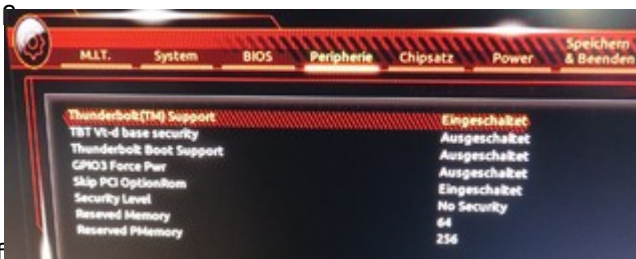 M.I.T. System BIOS Peripherie Chipsatz Power Speichern & Beenden
Thunderbolt(TM) Support Eingeschaltet
TBT Vt-d base security Ausgeschaltet
Thunderbolt Boot Support Ausgeschaltet
GPIO3 Force Pwr Ausgeschaltet
Skip PCI OptionRom Eingeschaltet
Security Level No Security
Reseved Memory 64
Reserved PMemory 256